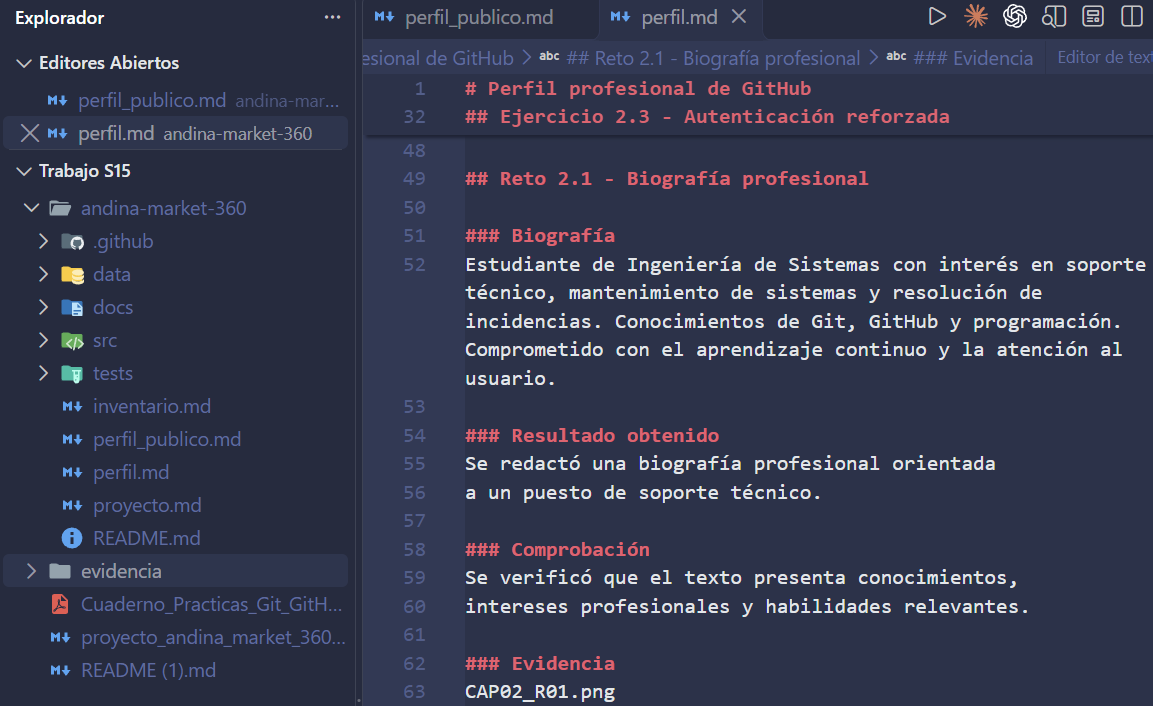 Explorador
Editores Abiertos
perfil_publico.md andina-mar...
perfil.md andina-market-360
Trabajo S15
andina-market-360
.github
data
docs
src
tests
inventario.md
perfil_publico.md
perfil.md
proyecto.md
README.md
evidencia
Cuaderno_Practicas_Git_GitH...
proyecto_andina_market_360...
README (1).md
perfil_publico.md
perfil.md
esional de GitHub > abc ## Reto 2.1 - Biografía profesional > abc ### Evidencia
Editor de text
1 # Perfil profesional de GitHub
32 ## Ejercicio 2.3 - Autenticación reforzada
48
49 ## Reto 2.1 - Biografía profesional
50
51 ### Biografía
52 Estudiante de Ingeniería de Sistemas con interés en soporte
técnico, mantenimiento de sistemas y resolución de
incidencias. Conocimientos de Git, GitHub y programación.
Comprometido con el aprendizaje continuo y la atención al
usuario.
53
54 ### Resultado obtenido
55 Se redactó una biografía profesional orientada
56 a un puesto de soporte técnico.
57
58 ### Comprobación
59 Se verificó que el texto presenta conocimientos,
60 intereses profesionales y habilidades relevantes.
61
62 ### Evidencia
63 CAP02_R01.png